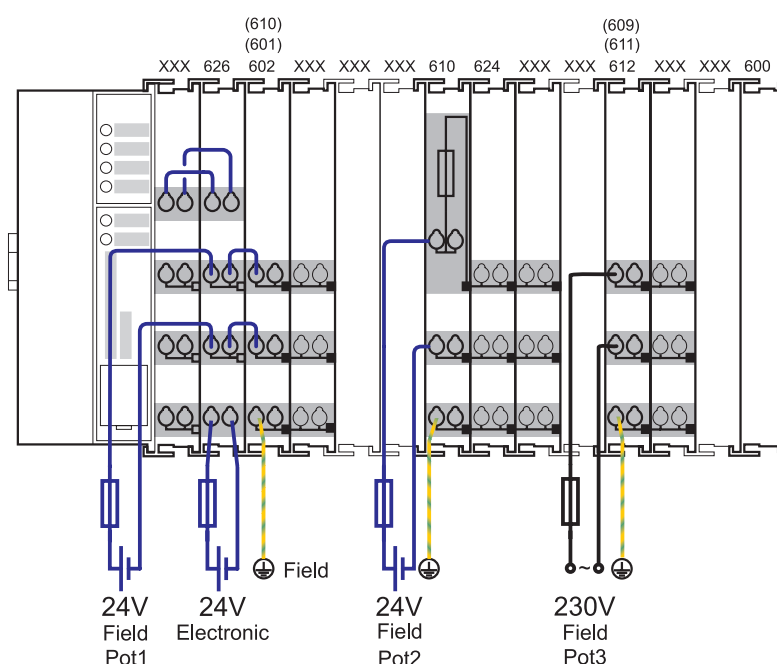 (610) (609)
(601) (611)
XXX 626 602 XXX XXX XXX 610 624 XXX XXX 612 XXX XXX 600
~
Field
24V 24V 24V 230V
Field Electronic Field Field
Pot1 Pot2 Pot3